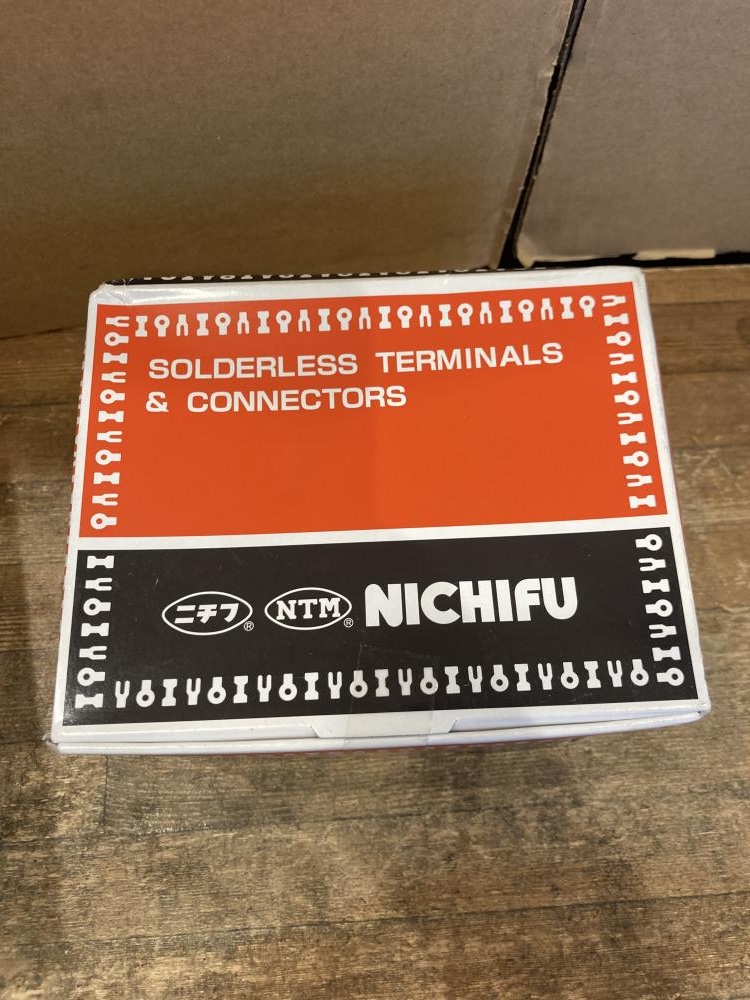 SOLDERLESS TERMINALS
& CONNECTORS
ニチフ® NTM® NICHIFU